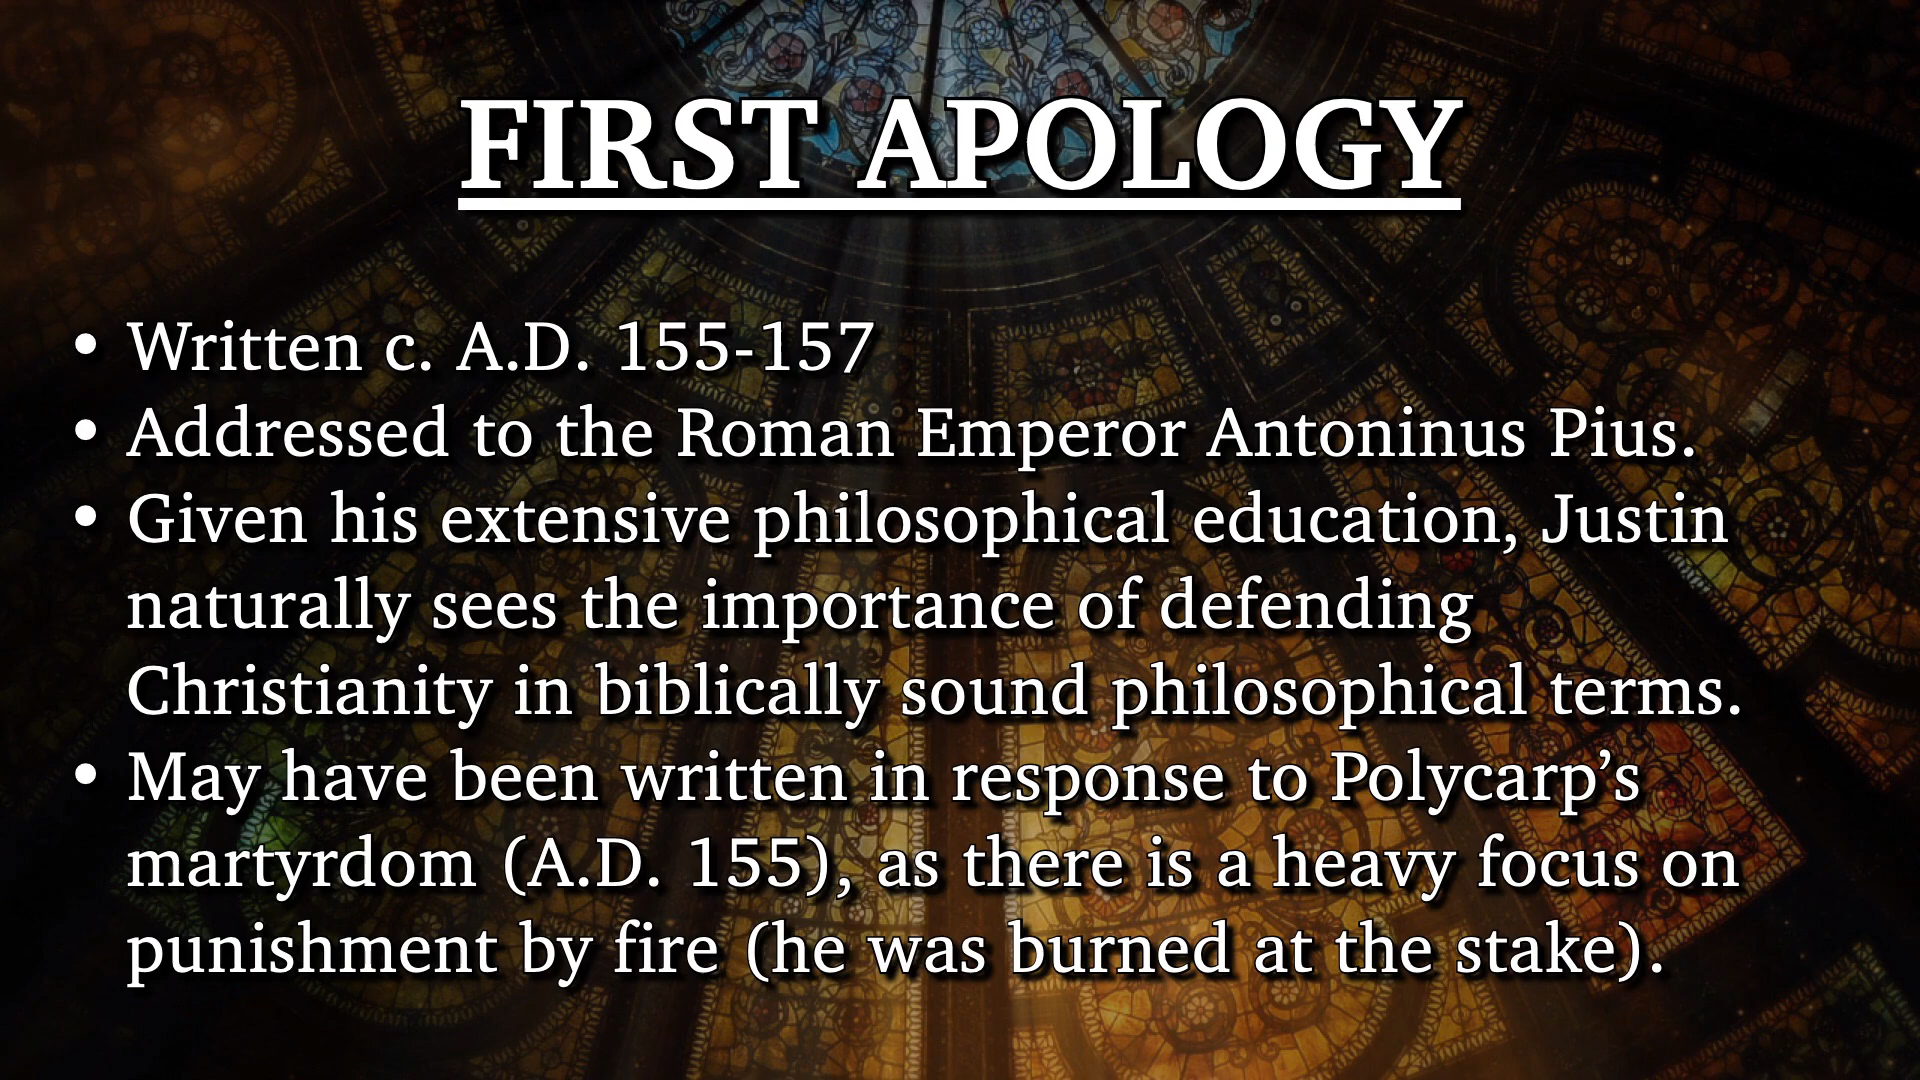 FIRST APOLOGY
• Written c. A.D. 155-157
• Addressed to the Roman Emperor Antoninus Pius.
• Given his extensive philosophical education, Justin
naturally sees the importance of defending
Christianity in biblically sound philosophical terms.
• May have been written in response to Polycarp’s
martyrdom (A.D. 155), as there is a heavy focus on
punishment by fire (he was burned at the stake).